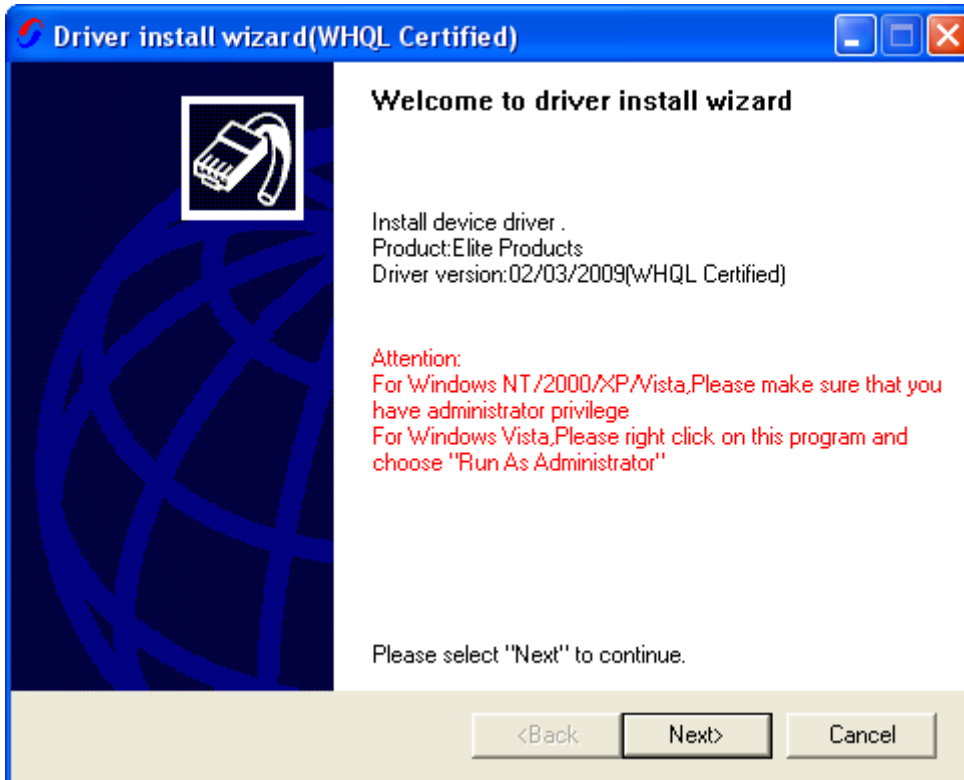 Driver install wizard(WHQL Certified)
Welcome to driver install wizard
Install device driver .
Product:Elite Products
Driver version:02/03/2009(WHQL Certified)
Attention:
For Windows NT/2000/XP/Vista,Please make sure that you
have administrator privilege
For Windows Vista,Please right click on this program and
choose "Run As Administrator"
Please select "Next" to continue.
<Back
Next>
Cancel